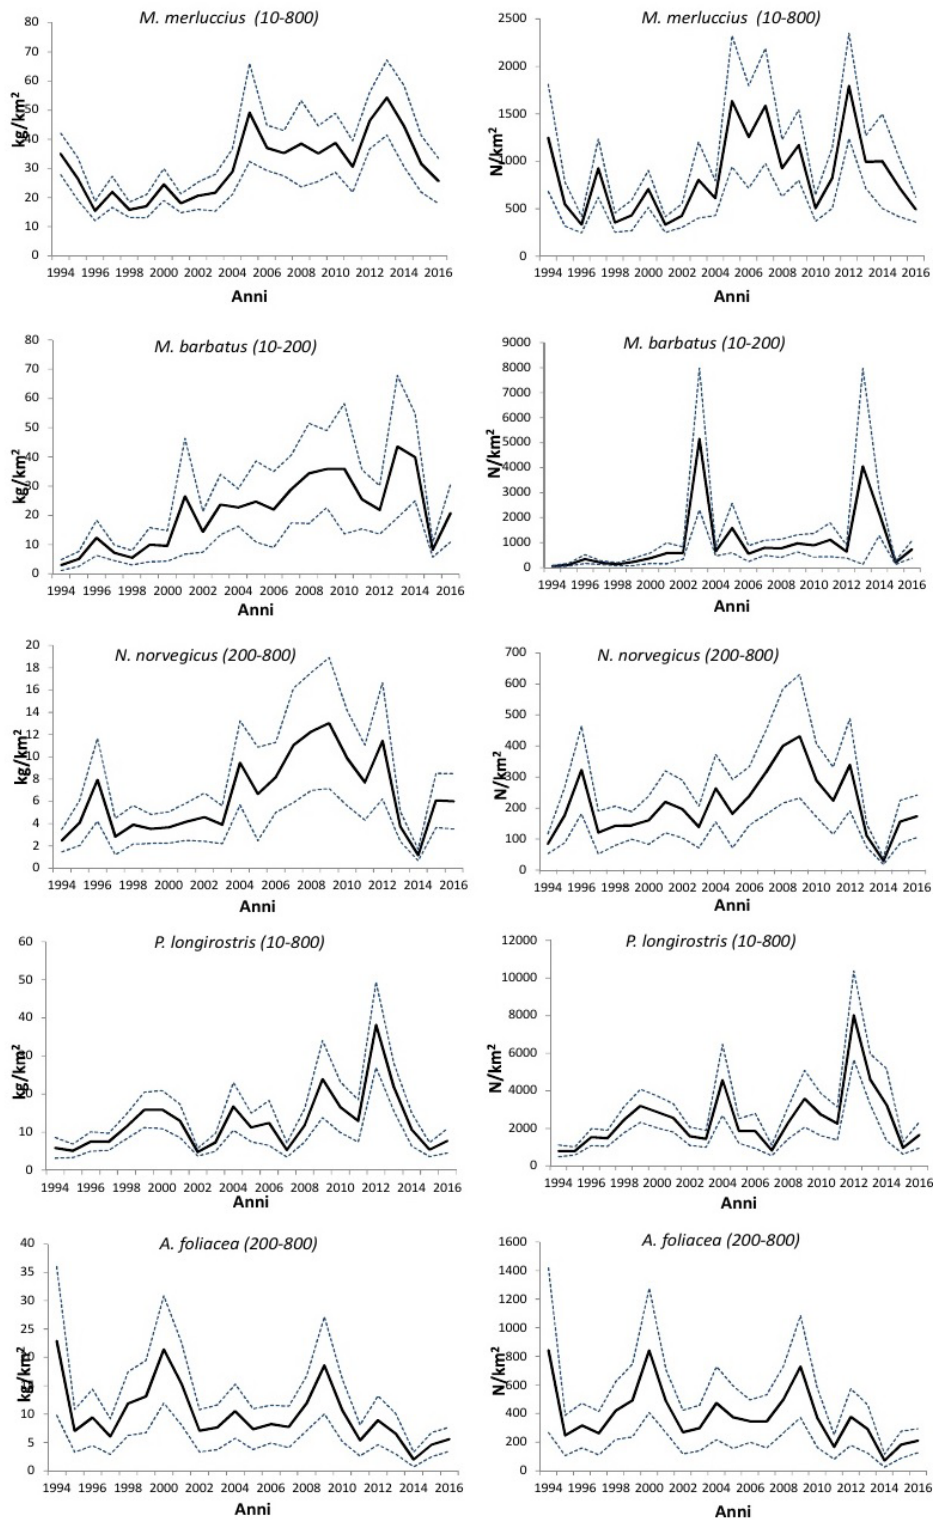 M. merluccius (10-800)
80
70
60
50
40
30
20
10
0
kg/km²
1994 1996 1998 2000 2002 2004 2006 2008 2010 2012 2014 2016
Anni
M. merluccius (10-800)
2500
2000
1500
1000
500
0
N/km²
1994 1996 1998 2000 2002 2004 2006 2008 2010 2012 2014 2016
Anni
M. barbatus (10-200)
80
70
60
50
40
30
20
10
0
kg/km²
1994 1996 1998 2000 2002 2004 2006 2008 2010 2012 2014 2016
Anni
M. barbatus (10-200)
9000
8000
7000
6000
5000
4000
3000
2000
1000
0
N/km²
1994 1996 1998 2000 2002 2004 2006 2008 2010 2012 2014 2016
Anni
N. norvegicus (200-800)
20
18
16
14
12
10
8
6
4
2
0
kg/km²
1994 1996 1998 2000 2002 2004 2006 2008 2010 2012 2014 2016
Anni
N. norvegicus (200-800)
700
600
500
400
300
200
100
0
N/km²
1994 1996 1998 2000 2002 2004 2006 2008 2010 2012 2014 2016
Anni
P. longirostris (10-800)
60
50
40
30
20
10
0
kg/km²
1994 1996 1998 2000 2002 2004 2006 2008 2010 2012 2014 2016
Anni
P. longirostris (10-800)
12000
10000
8000
6000
4000
2000
0
N/km²
1994 1996 1998 2000 2002 2004 2006 2008 2010 2012 2014 2016
Anni
A. foliacea (200-800)
40
35
30
25
20
15
10
5
0
kg/km²
1994 1996 1998 2000 2002 2004 2006 2008 2010 2012 2014 2016
Anni
A. foliacea (200-800)
1600
1400
1200
1000
800
600
400
200
0
N/km²
1994 1996 1998 2000 2002 2004 2006 2008 2010 2012 2014 2016
Anni